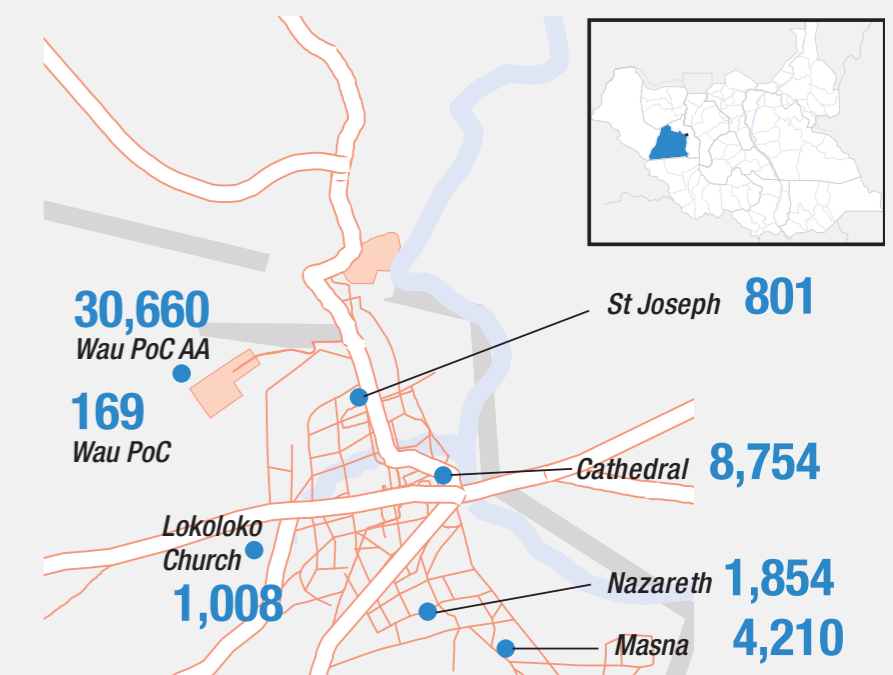 30,660
Wau PoC AA
169
Wau PoC
St Joseph 801
Cathedral 8,754
Lokoloko
Church
1,008
Nazareth 1,854
Masna 4,210